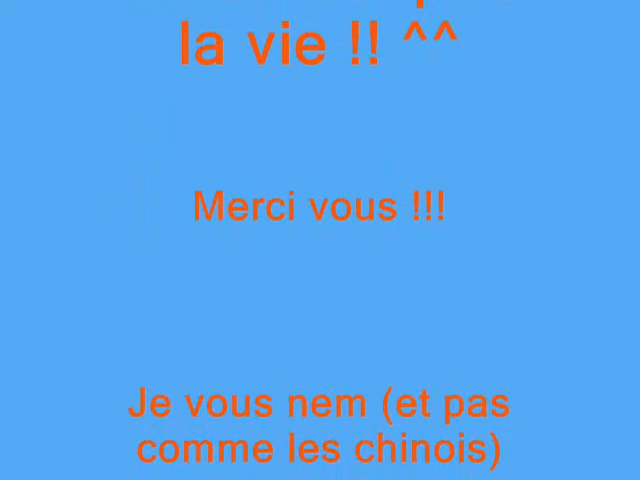 la vie !! ^^
Merci vous !!!
Je vous nem (et pas
comme les chinois)